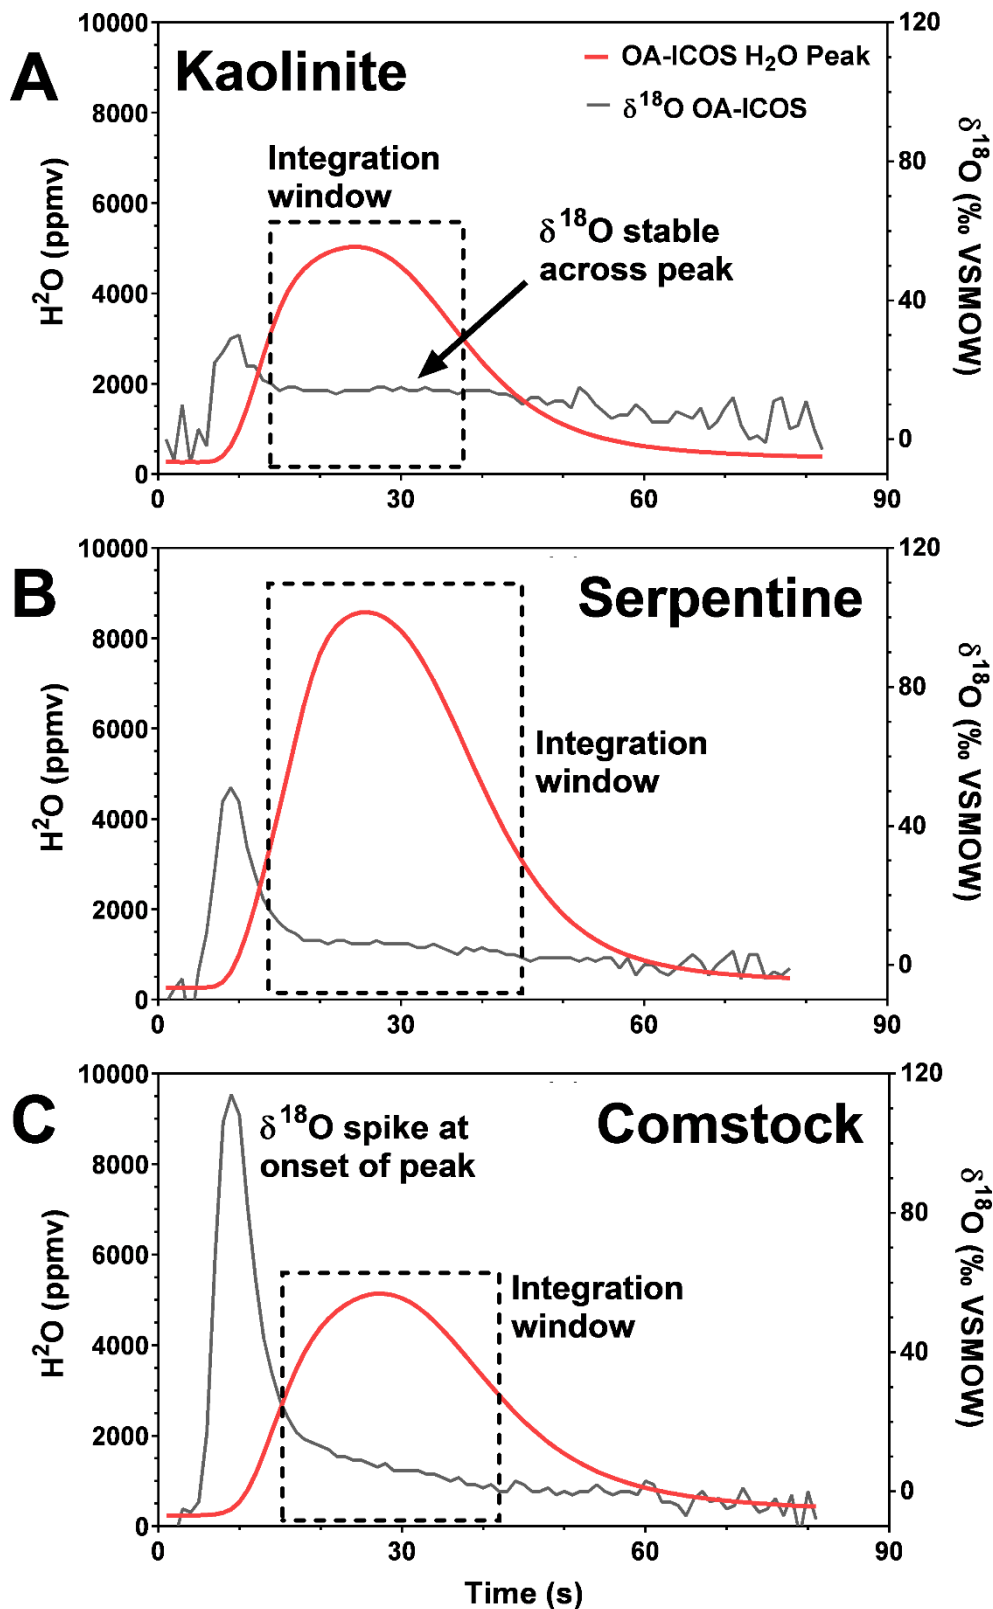 A
Kaolinite
OA-ICOS H₂O Peak
δ¹⁸O OA-ICOS
Integration
window
δ¹⁸O stable
across peak
H²O (ppmv)
10000
8000
6000
4000
2000
0
δ¹⁸O (‰ VSMOW)
120
80
40
0
0
30
60
90
B
Serpentine
Integration
window
H²O (ppmv)
10000
8000
6000
4000
2000
0
δ¹⁸O (‰ VSMOW)
120
80
40
0
0
30
60
90
C
Comstock
δ¹⁸O spike at
onset of peak
Integration
window
H²O (ppmv)
10000
8000
6000
4000
2000
0
δ¹⁸O (‰ VSMOW)
120
80
40
0
0
30
60
90
Time (s)